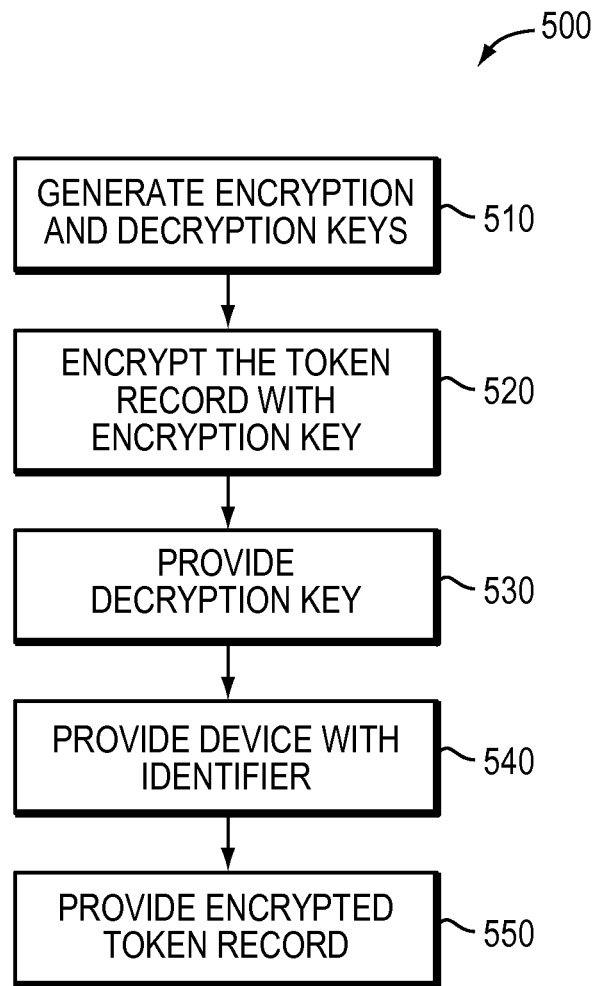 500
GENERATE ENCRYPTION
AND DECRYPTION KEYS
510
ENCRYPT THE TOKEN
RECORD WITH
ENCRYPTION KEY
520
PROVIDE
DECRYPTION KEY
530
PROVIDE DEVICE WITH
IDENTIFIER
540
PROVIDE ENCRYPTED
TOKEN RECORD
550